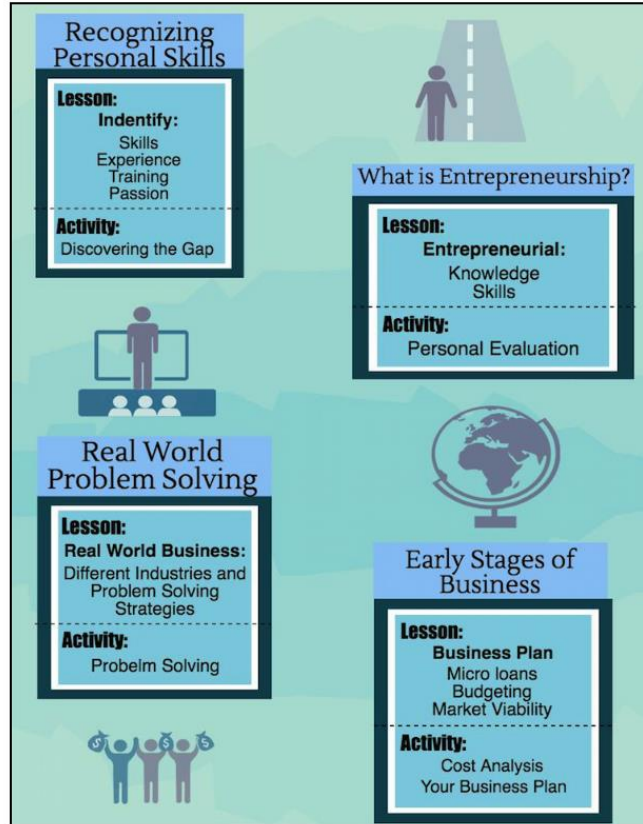 Recognizing
Personal Skills
Lesson:
Indentify:
Skills
Experience
Training
Passion
Activity:
Discovering the Gap
What is Entrepreneurship?
Lesson:
Entrepreneurial:
Knowledge
Skills
Activity:
Personal Evaluation
Real World
Problem Solving
Lesson:
Real World Business:
Different Industries and
Problem Solving
Strategies
Activity:
Probelm Solving
Early Stages of
Business
Lesson:
Business Plan
Micro loans
Budgeting
Market Viability
Activity:
Cost Analysis
Your Business Plan
$ $ $